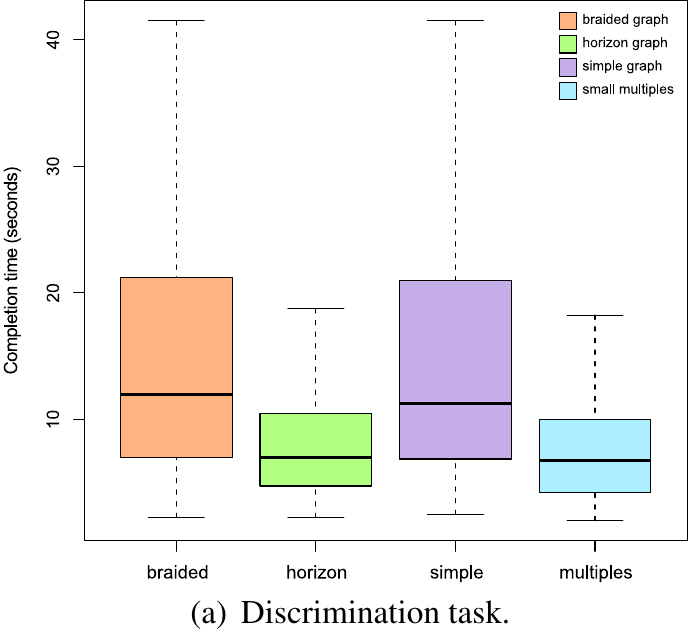 braided graph
horizon graph
simple graph
small multiples
40
30
20
10
Completion time (seconds)
braided horizon simple multiples
(a) Discrimination task.